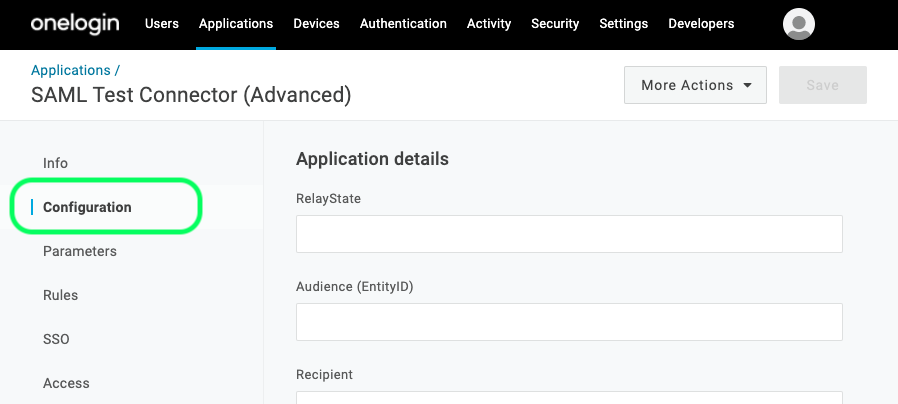 onelogin Users Applications Devices Authentication Activity Security Settings Developers
Applications /
SAML Test Connector (Advanced)
More Actions
Save
Info
Configuration
Parameters
Rules
SSO
Access
Application details
RelayState
Audience (EntityID)
Recipient